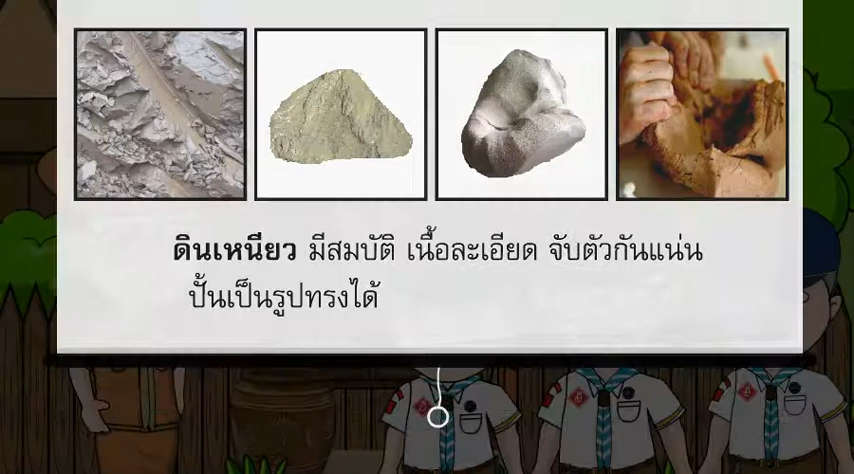 ดินเหนียว มีสมบัติ เนื้อละเอียด จับตัวกันแน่น
ปั้นเป็นรูปทรงได้